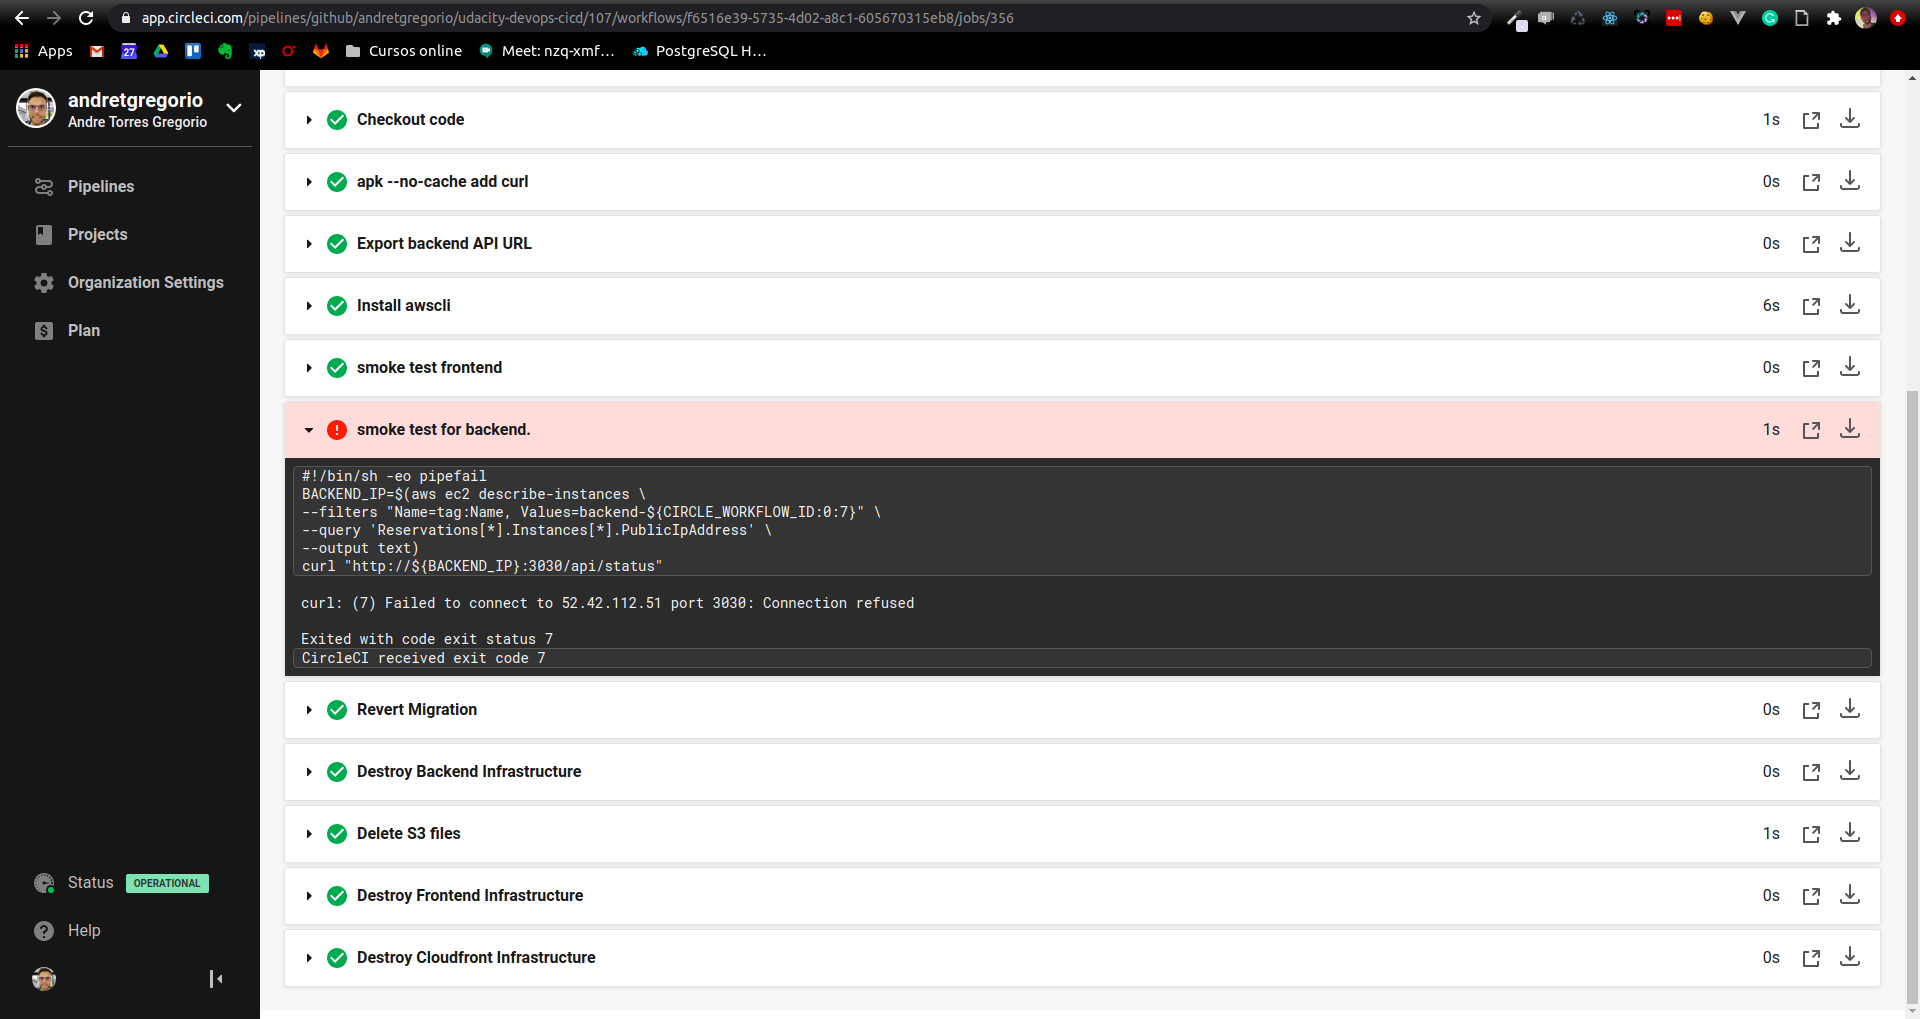 app.circleci.com/pipelines/github/andretgregorio/udacity-devops-cicd/107/workflows/f6516e39-5735-4d02-a8c1-605670315eb8/jobs/356
Apps
27
xp
Cursos online
Meet: nzq-xmf...
PostgreSQL H...
andretgregorio
Andre Torres Gregorio
Pipelines
Projects
Organization Settings
Plan
Status OPERATIONAL
Help
Checkout code 1s
apk --no-cache add curl 0s
Export backend API URL 0s
Install awscli 6s
smoke test frontend 0s
smoke test for backend. 1s
#!/bin/sh -eo pipefail
BACKEND_IP=$(aws ec2 describe-instances \
--filters "Name=tag:Name, Values=backend-${CIRCLE_WORKFLOW_ID:0:7}" \
--query 'Reservations[*].Instances[*].PublicIpAddress' \
--output text)
curl "http://${BACKEND_IP}:3030/api/status"
curl: (7) Failed to connect to 52.42.112.51 port 3030: Connection refused
Exited with code exit status 7
CircleCI received exit code 7
Revert Migration 0s
Destroy Backend Infrastructure 0s
Delete S3 files 1s
Destroy Frontend Infrastructure 0s
Destroy Cloudfront Infrastructure 0s